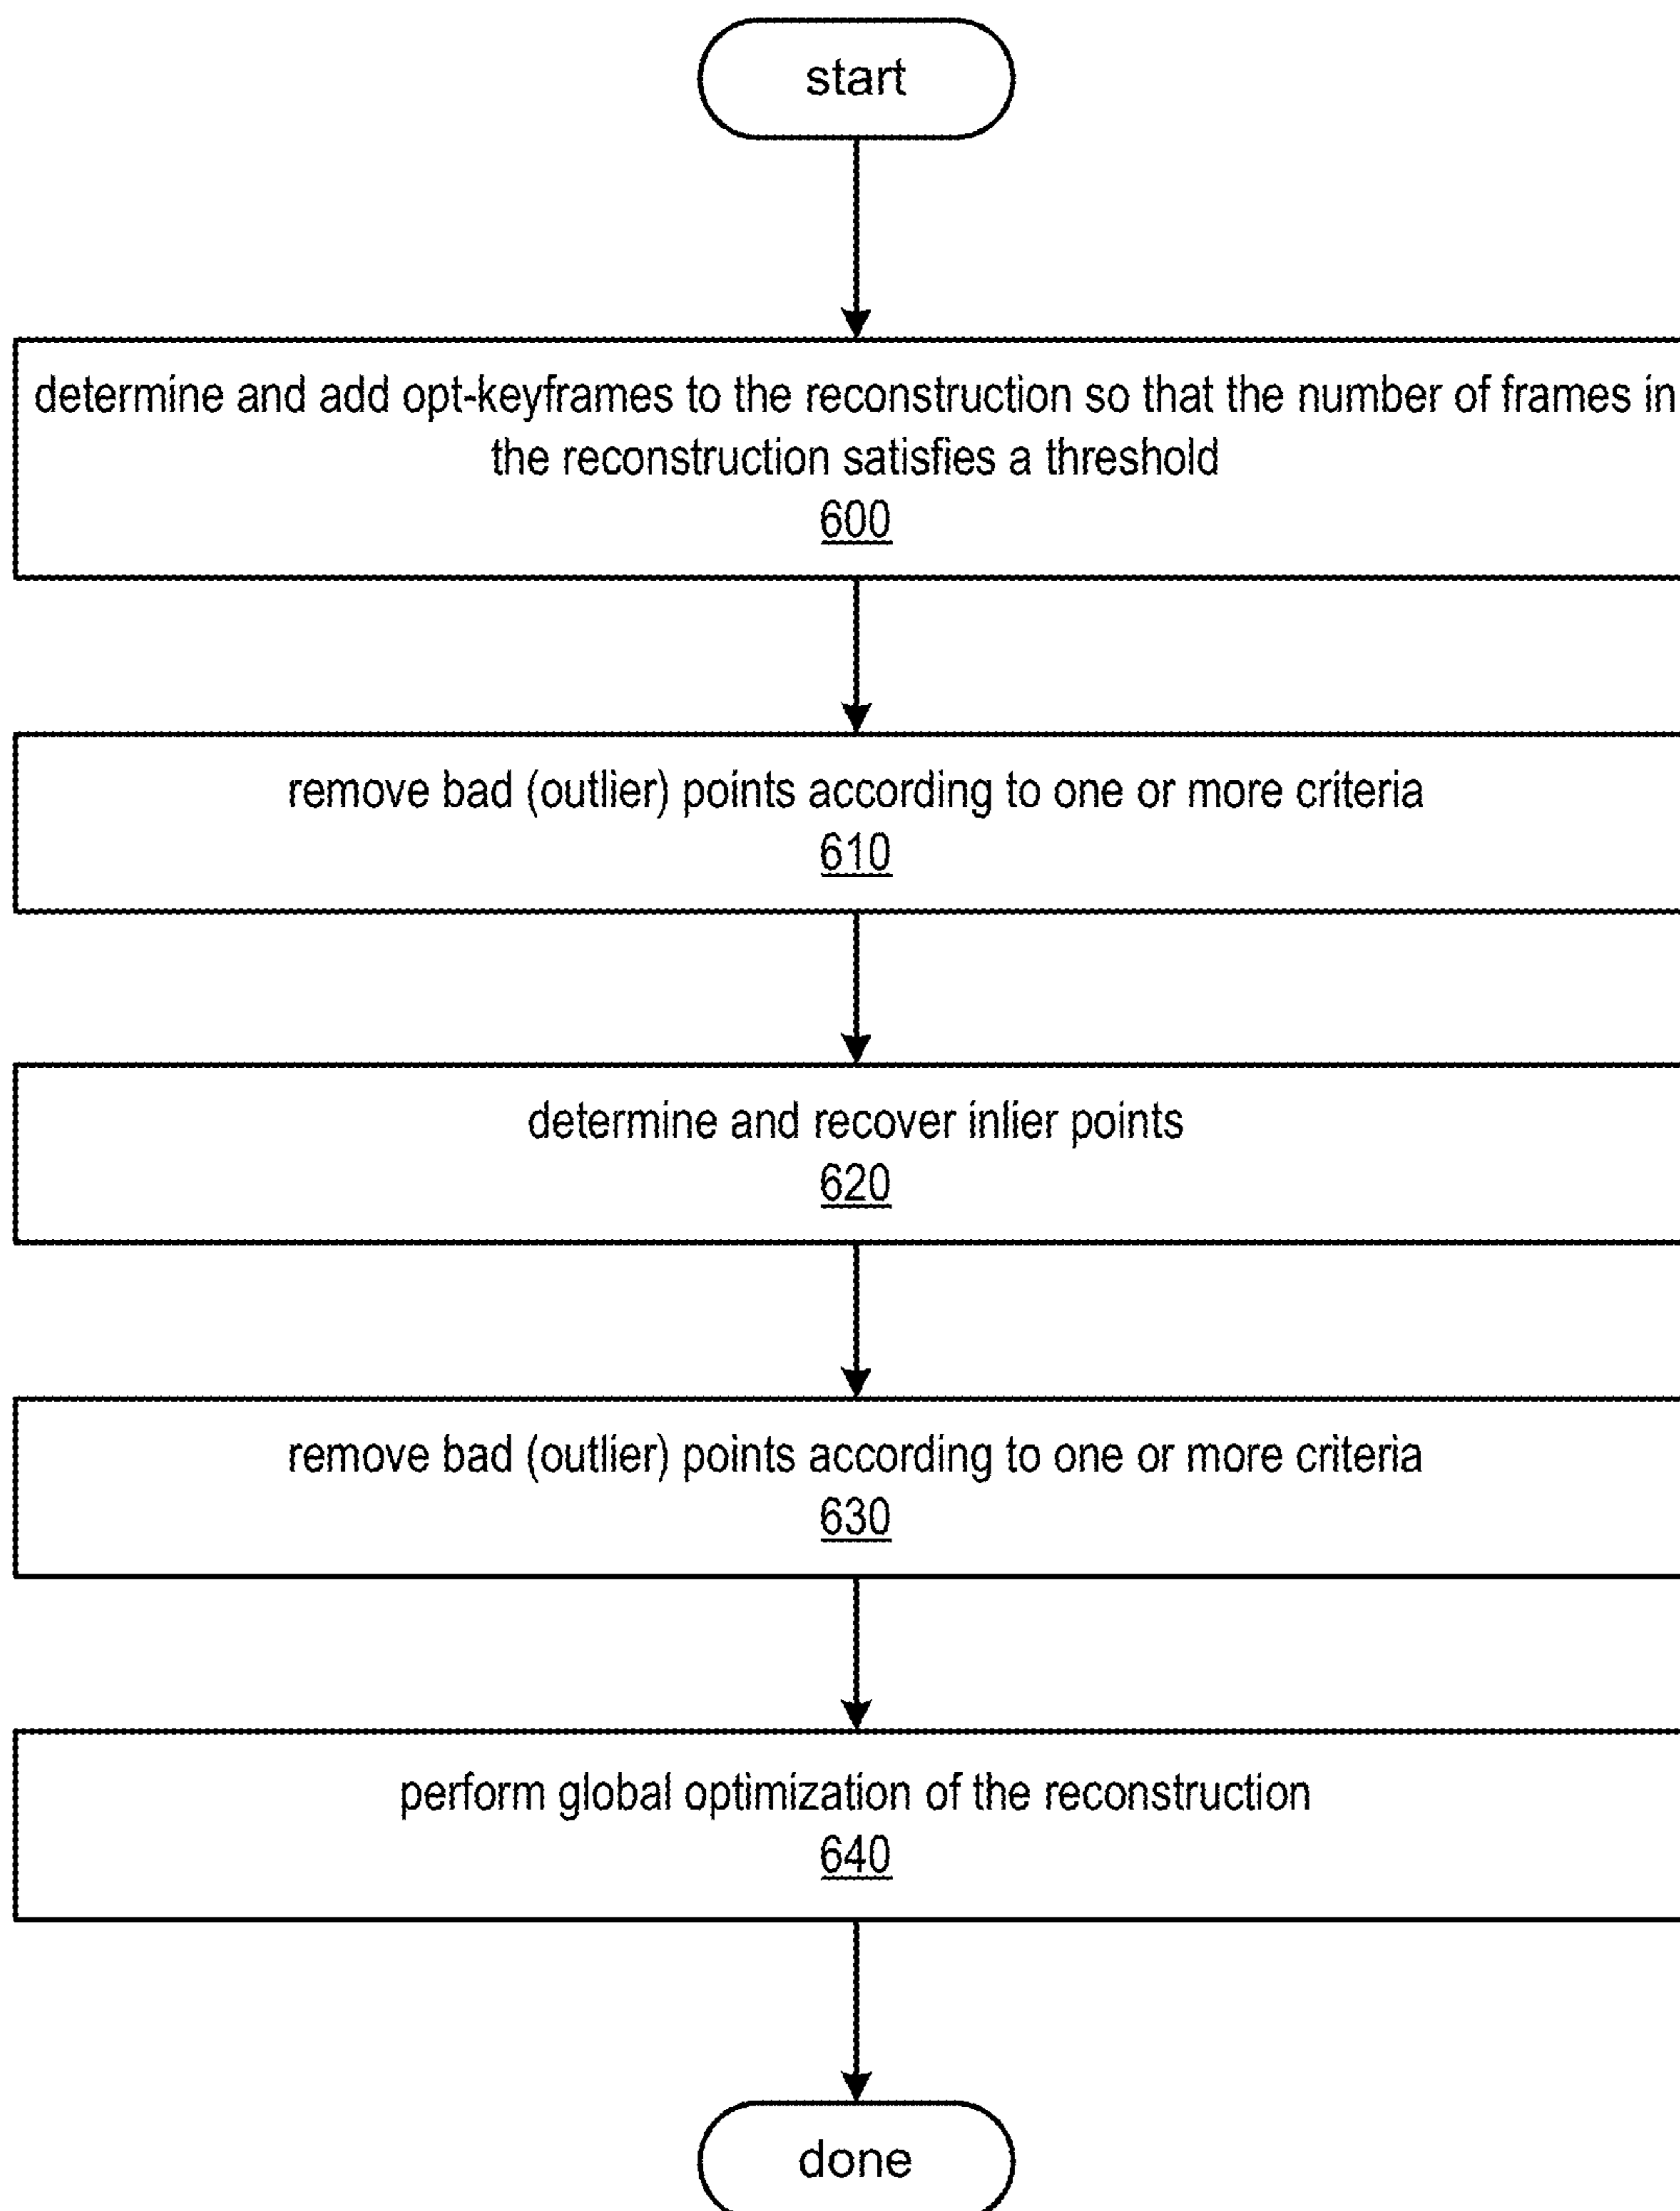 start
determine and add opt-keyframes to the reconstruction so that the number of frames in
the reconstruction satisfies a threshold
600
remove bad (outlier) points according to one or more criteria
610
determine and recover inlier points
620
remove bad (outlier) points according to one or more criteria
630
perform global optimization of the reconstruction
640
done